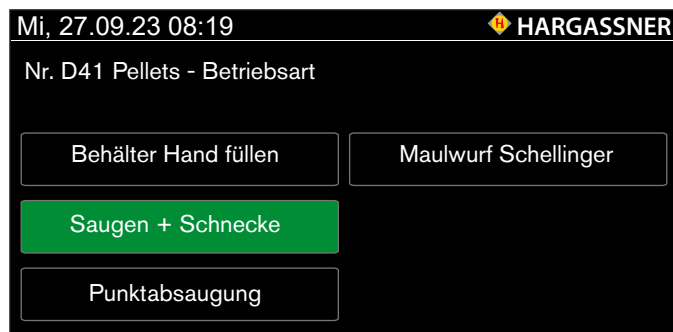 Mi, 27.09.23 08:19
H HARGASSNER
Nr. D41 Pellets - Betriebsart
Behälter Hand füllen
Maulwurf Schellinger
Saugen + Schnecke
Punktabsaugung